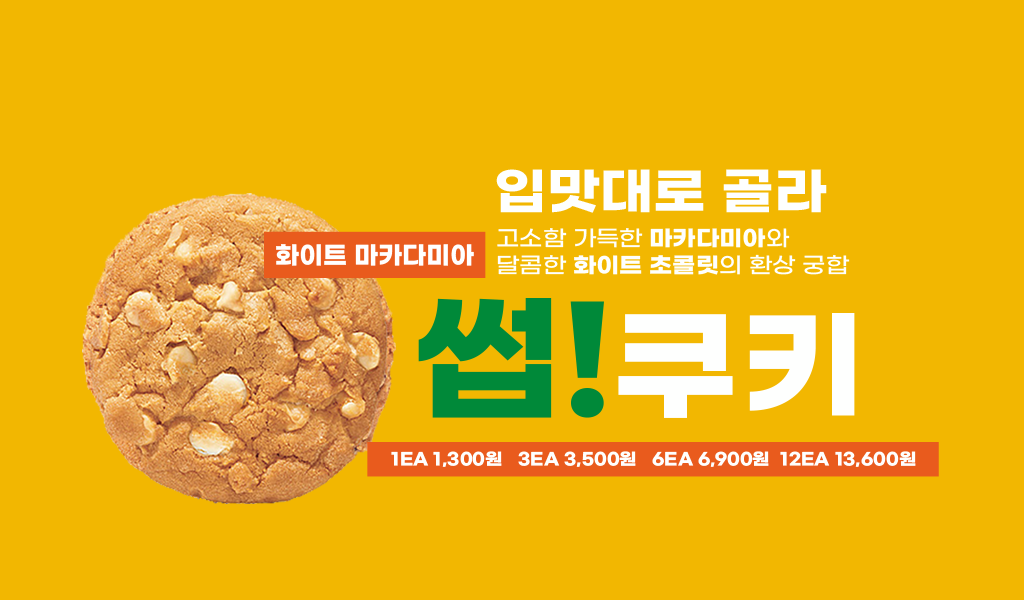 입맛대로 골라
화이트 마카다미아
고소함 가득한 마카다미아와
달콤한 화이트 초콜릿의 환상 궁합
썹!쿠키
1EA 1,300원 3EA 3,500원 6EA 6,900원 12EA 13,600원